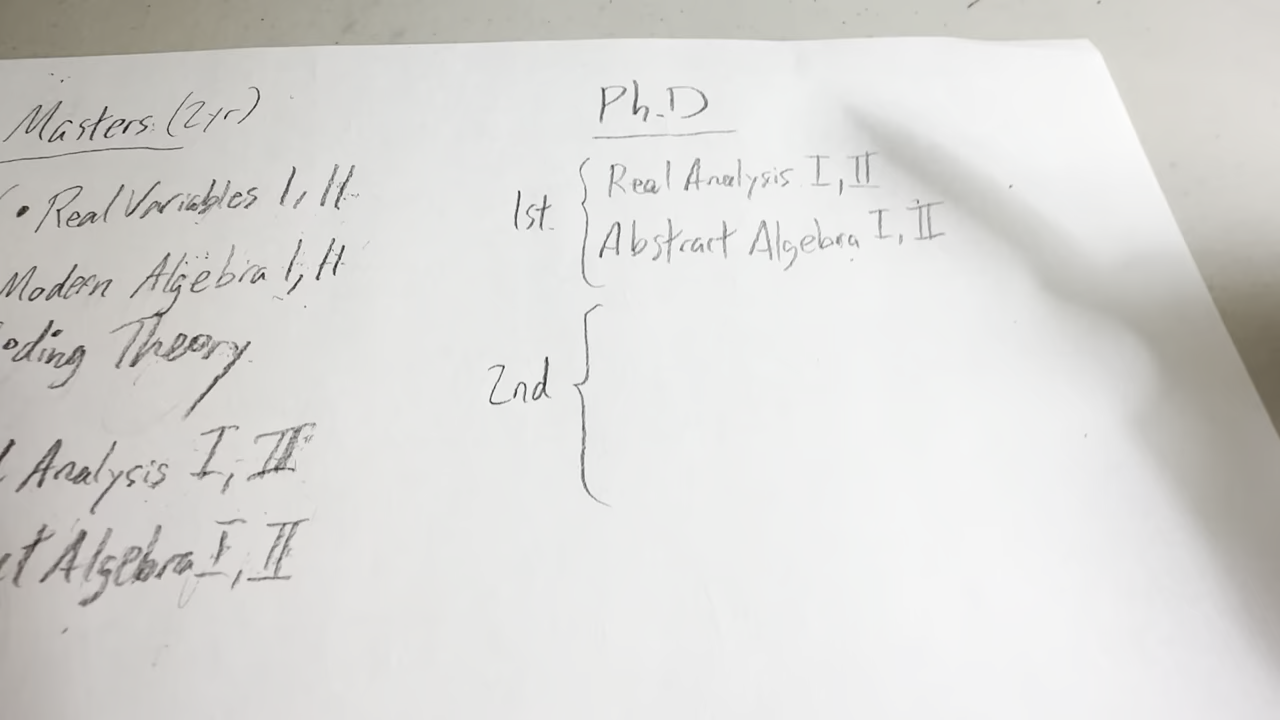 Masters (2yr)
• Real Variables I, II
Modern Algebra I, II
oding Theory
Analysis I, II
Algebra I, II
Ph.D
1st
Real Analysis I, II
Abstract Algebra I, II
2nd